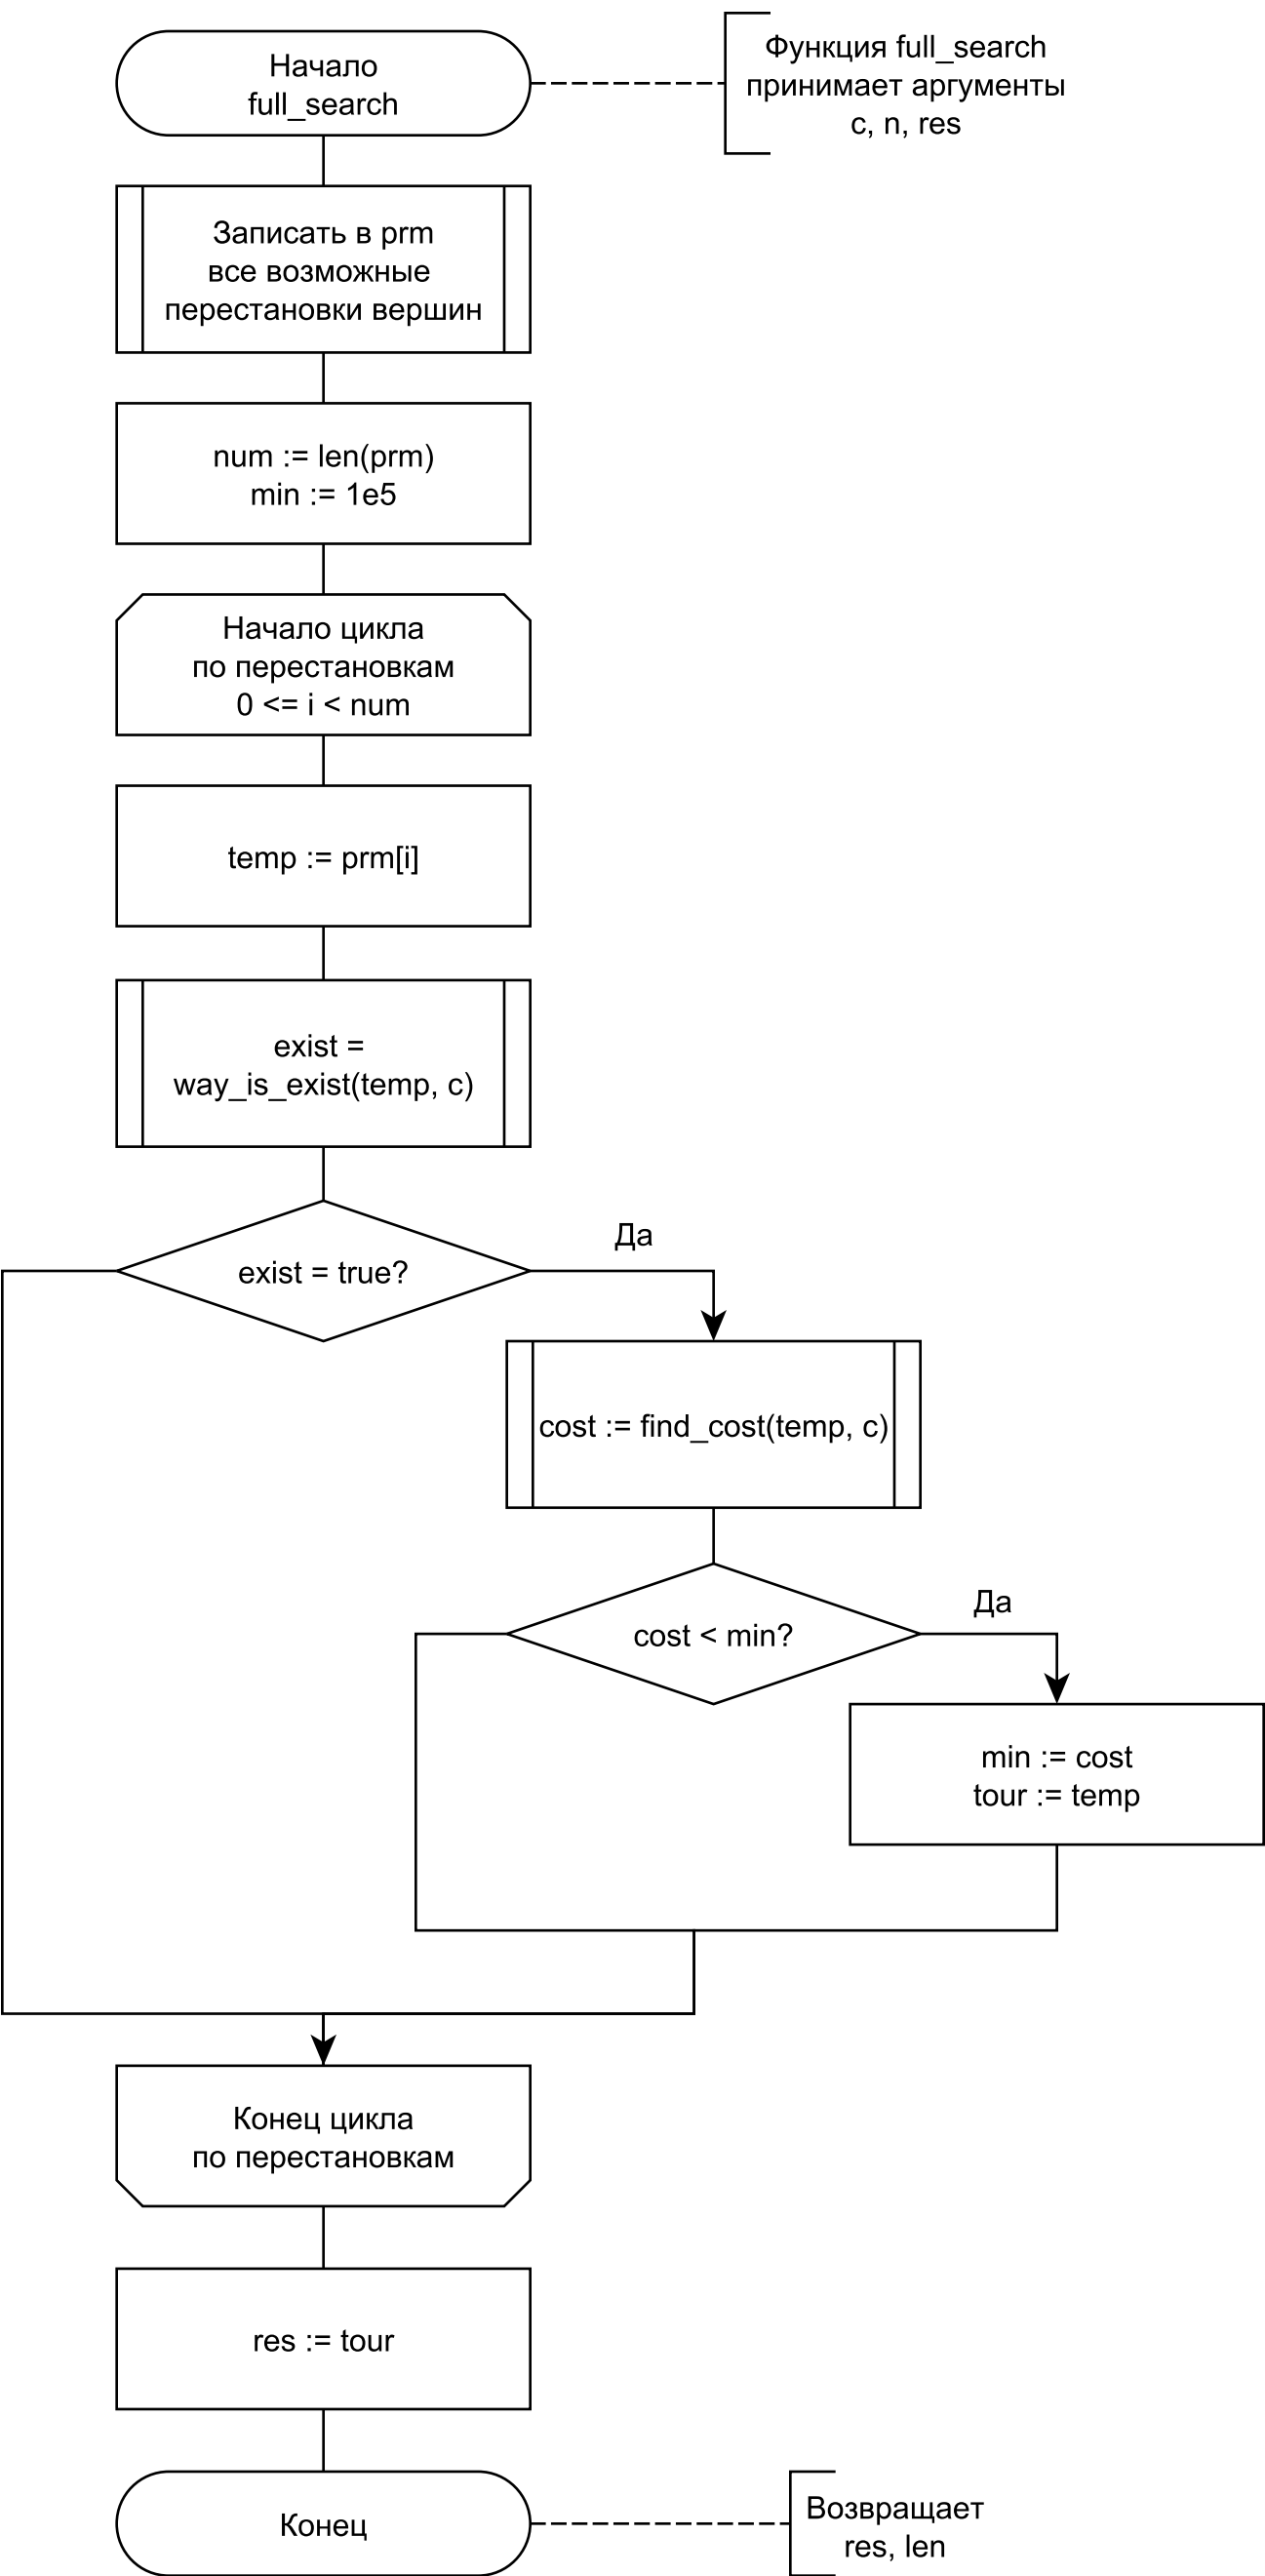 Начало
full_search
Функция full_search
принимает аргументы
c, n, res
Записать в prm
все возможные
перестановки вершин
num := len(prm)
min := 1e5
Начало цикла
по перестановкам
0 <= i < num
temp := prm[i]
exist =
way_is_exist(temp, c)
exist = true?
Да
cost := find_cost(temp, c)
cost < min?
Да
min := cost
tour := temp
Конец цикла
по перестановкам
res := tour
Конец
Возвращает
res, len